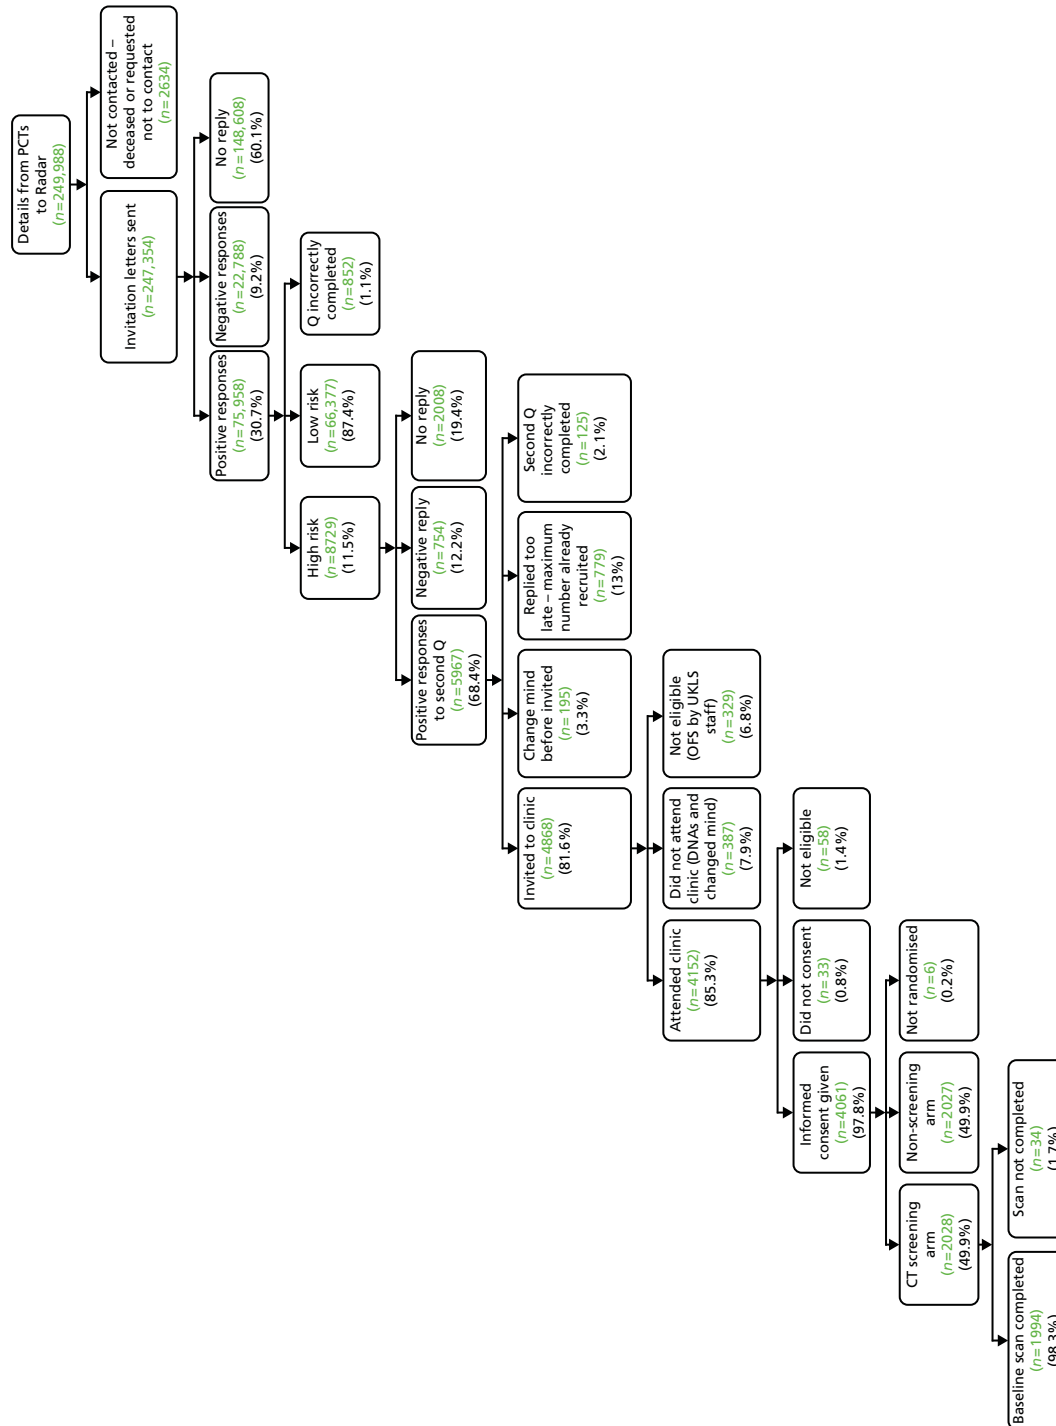 Details from PCTs
to Radar
(n=249,988)
Invitation letters sent
(n=247,354)
Not contacted –
deceased or requested
not to contact
(n=2634)
Positive responses
(n=75,958)
(30.7%)
Negative responses
(n=22,788)
(9.2%)
No reply
(n=148,608)
(60.1%)
High risk
(n=8729)
(11.5%)
Low risk
(n=66,377)
(87.4%)
Q incorrectly
completed
(n=852)
(1.1%)
Positive responses
to second Q
(n=5967)
(68.4%)
Negative reply
(n=754)
(12.2%)
No reply
(n=2008)
(19.4%)
Invited to clinic
(n=4868)
(81.6%)
Change mind
before invited
(n=195)
(3.3%)
Replied too
late – maximum
number already
recruited
(n=779)
(13%)
Second Q
incorrectly
completed
(n=125)
(2.1%)
Attended clinic
(n=4152)
(85.3%)
Did not attend
clinic (DNAs and
changed mind)
(n=387)
(7.9%)
Not eligible
(OFS by UKLS
staff)
(n=329)
(6.8%)
Informed
consent given
(n=4061)
(97.8%)
Did not consent
(n=33)
(0.8%)
Not eligible
(n=58)
(1.4%)
CT screening
arm
(n=2028)
(49.9%)
Non-screening
arm
(n=2027)
(49.9%)
Not randomised
(n=6)
(0.2%)
Baseline scan completed
(n=1994)
(98.3%)
Scan not completed
(n=34)
(1.7%)